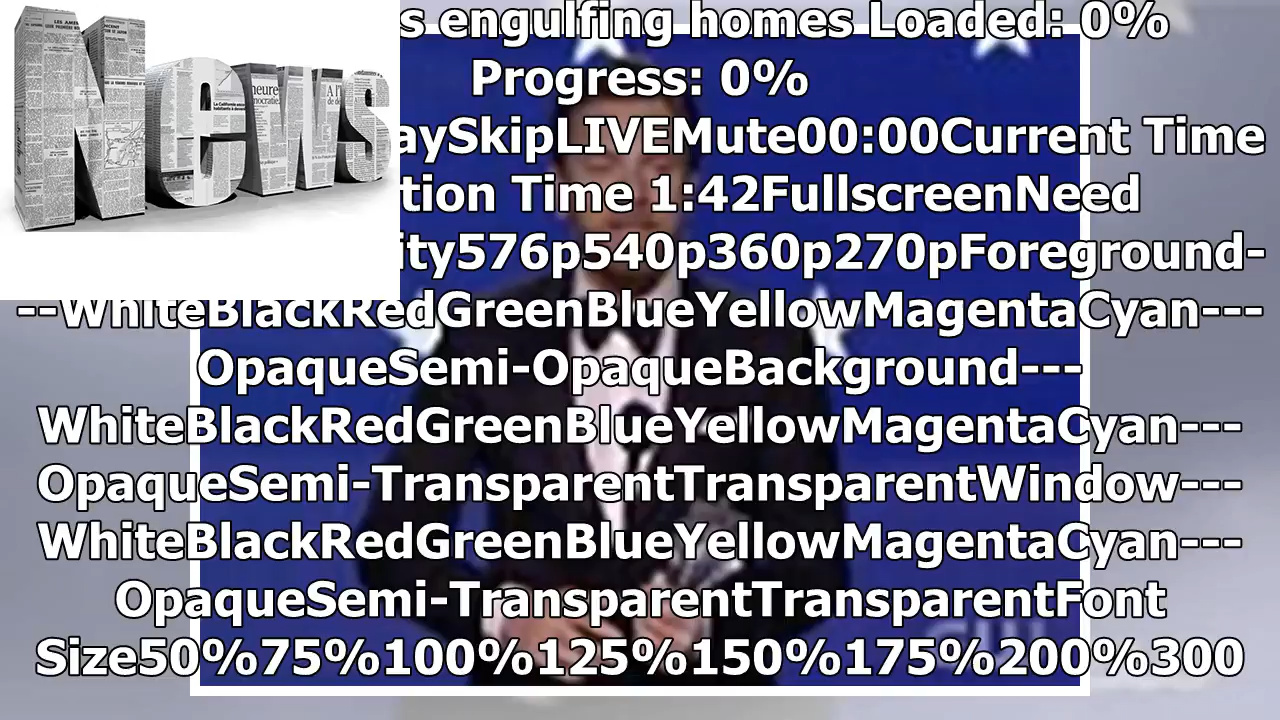 News
s engulfing homes Loaded: 0%
Progress: 0%
aySkipLIVEMute00:00Current Time
tion Time 1:42FullscreenNeed
ity576p540p360p270pForeground-
--WhiteBlackRedGreenBlueYellowMagentaCyan---
OpaqueSemi-OpaqueBackground---
WhiteBlackRedGreenBlueYellowMagentaCyan---
OpaqueSemi-TransparentTransparentWindow---
WhiteBlackRedGreenBlueYellowMagentaCyan---
OpaqueSemi-TransparentTransparentFont
Size50%75%100%125%150%175%200%300